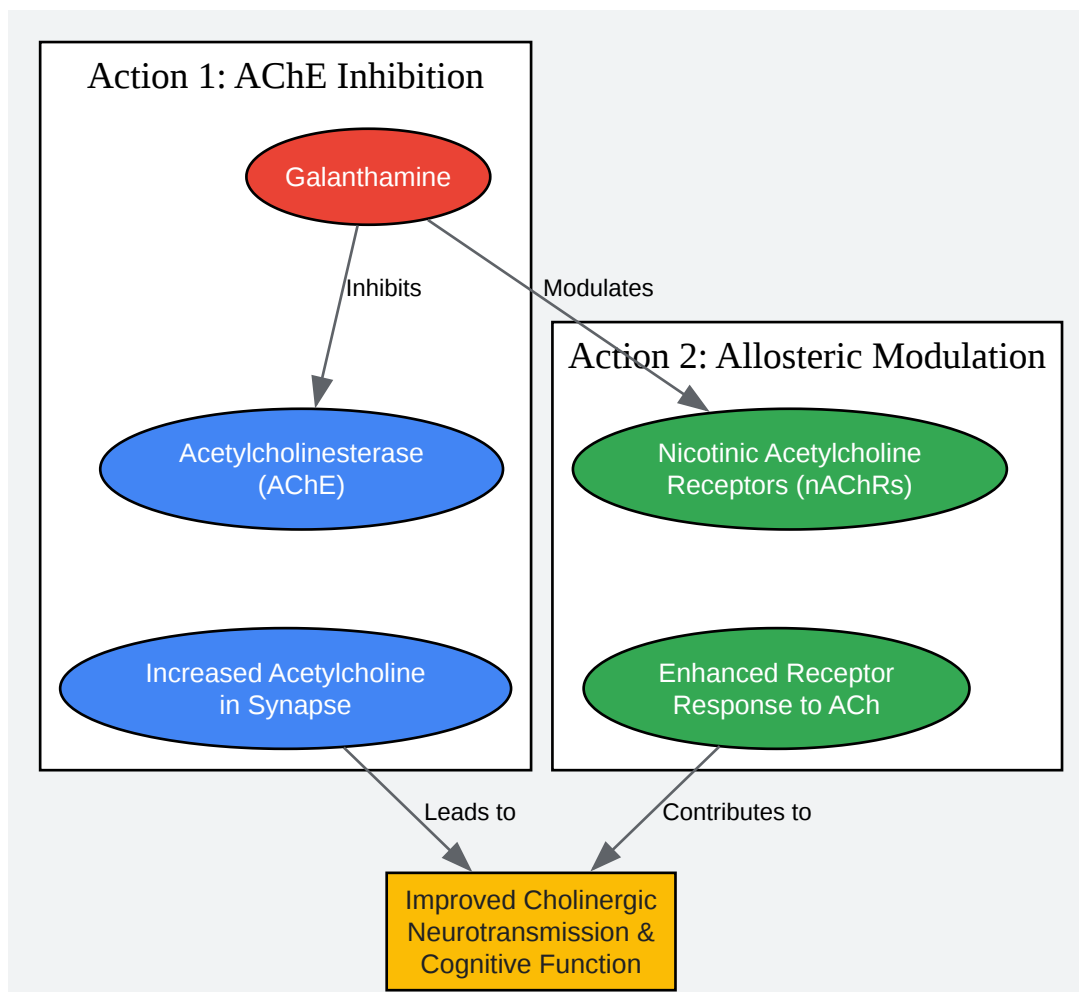 Action 1: AChE Inhibition
Galanthamine
Inhibits
Modulates
Action 2: Allosteric Modulation
Acetylcholinesterase
(AChE)
Nicotinic Acetylcholine
Receptors (nAChRs)
Increased Acetylcholine
in Synapse
Enhanced Receptor
Response to ACh
Leads to
Contributes to
Improved Cholinergic
Neurotransmission &
Cognitive Function